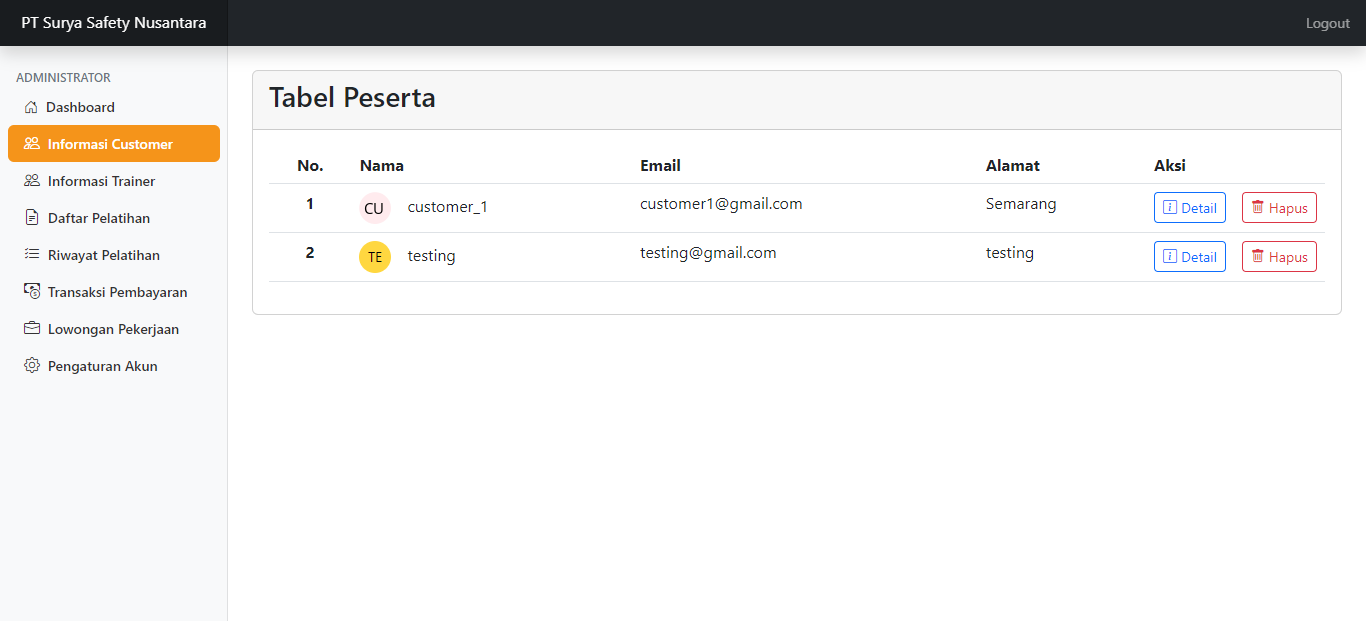 PT Surya Safety Nusantara
Logout
ADMINISTRATOR
Dashboard
Informasi Customer
Informasi Trainer
Daftar Pelatihan
Riwayat Pelatihan
Transaksi Pembayaran
Lowongan Pekerjaan
Pengaturan Akun
Tabel Peserta
No. Nama Email Alamat Aksi
1 CU customer_1 customer1@gmail.com Semarang Detail Hapus
2 TE testing testing@gmail.com testing Detail Hapus